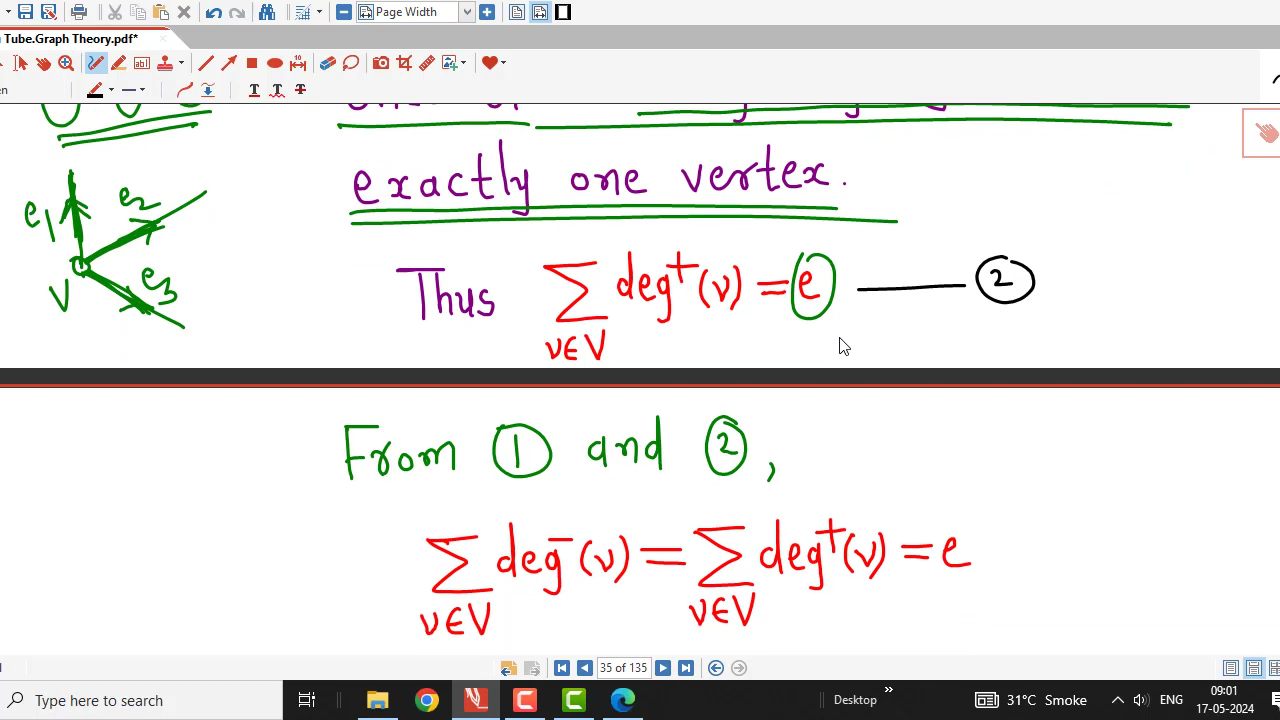 Page Width
Tube.Graph Theory.pdf*
exactly one vertex.
e1
e2
e3
V
Thus ∑ deg⁺(v) = e —— ②
v∈V
From ① and ②,
∑ deg⁻(v) = ∑ deg⁺(v) = e
v∈V v∈V
35 of 135
Type here to search
Desktop
31°C Smoke
ENG
09:01
17-05-2024